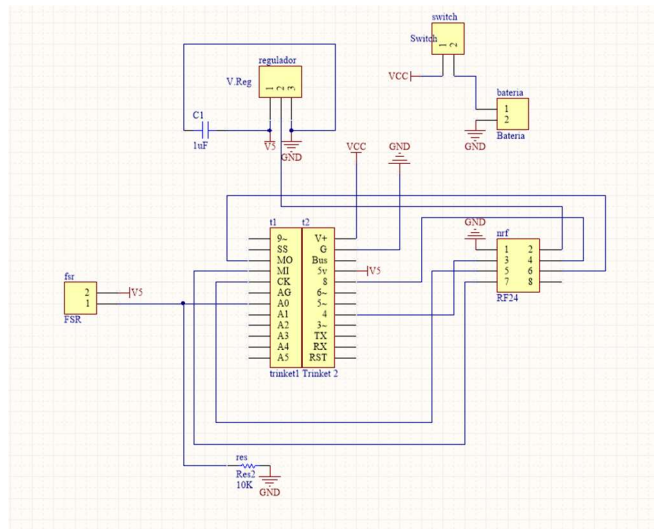 switch
Switch
1 2
VCC
bateria
1
2
Bateria
GND
regulador
V.Reg
1 2 3
C1
1uF
V5
GND
VCC
GND
t1 t2
9~ V+
SS G
MO Bus
MI 5v V5
CK 8
AG 6~
A0 5~
A1 4
A2 3~
A3 TX
A4 RX
A5 RST
trinket1 Trinket 2
GND
nrf
1 2
3 4
5 6
7 8
RF24
fsr
2 V5
1
FSR
res
Res2
10K
GND